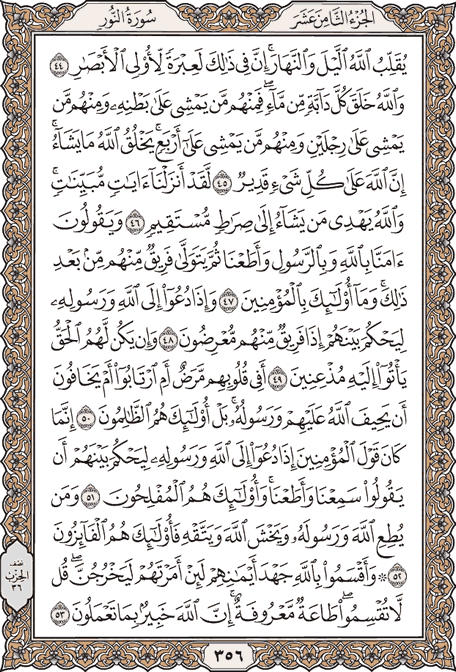 الجزء الثامن عشر
سورة النور
يُقَلِّبُ ٱللَّهُ ٱلَّيْلَ وَٱلنَّهَارَ ۚ إِنَّ فِى ذَٰلِكَ لَعِبْرَةً لِّأُو۟لِى ٱلْأَبْصَٰرِ ٤٤
وَٱللَّهُ خَلَقَ كُلَّ دَآبَّةٍ مِّن مَّآءٍ ۖ فَمِنْهُم مَّن يَمْشِى عَلَىٰ بَطْنِهِۦ وَمِنْهُم مَّن
يَمْشِى عَلَىٰ رِجْلَيْنِ وَمِنْهُم مَّن يَمْشِى عَلَىٰٓ أَرْبَعٍ ۚ يَخْلُقُ ٱللَّهُ مَا يَشَآءُ ۚ
إِنَّ ٱللَّهَ عَلَىٰ كُلِّ شَىْءٍ قَدِيرٌ ٤٥ لَّقَدْ أَنزَلْنَآ ءَايَٰتٍ مُّبَيِّنَٰتٍ ۚ
وَٱللَّهُ يَهْدِى مَن يَشَآءُ إِلَىٰ صِرَٰطٍ مُّسْتَقِيمٍ ٤٦ وَيَقُولُونَ
ءَامَنَّا بِٱللَّهِ وَبِٱلرَّسُولِ وَأَطَعْنَا ثُمَّ يَتَوَلَّىٰ فَرِيقٌ مِّنْهُم مِّنۢ بَعْدِ
ذَٰلِكَ ۚ وَمَآ أُو۟لَٰٓئِكَ بِٱلْمُؤْمِنِينَ ٤٧ وَإِذَا دُعُوٓا۟ إِلَى ٱللَّهِ وَرَسُولِهِۦ
لِيَحْكُمَ بَيْنَهُمْ إِذَا فَرِيقٌ مِّنْهُم مُّعْرِضُونَ ٤٨ وَإِن يَكُن لَّهُمُ ٱلْحَقُّ
يَأْتُوٓا۟ إِلَيْهِ مُذْعِنِينَ ٤٩ أَفِى قُلُوبِهِم مَّرَضٌ أَمِ ٱرْتَابُوٓا۟ أَمْ يَخَافُونَ
أَن يَحِيفَ ٱللَّهُ عَلَيْهِمْ وَرَسُولُهُۥ ۚ بَلْ أُو۟لَٰٓئِكَ هُمُ ٱلظَّٰلِمُونَ ٥٠ إِنَّمَا
كَانَ قَوْلَ ٱلْمُؤْمِنِينَ إِذَا دُعُوٓا۟ إِلَى ٱللَّهِ وَرَسُولِهِۦ لِيَحْكُمَ بَيْنَهُمْ أَن
يَقُولُوا۟ سَمِعْنَا وَأَطَعْنَا ۚ وَأُو۟لَٰٓئِكَ هُمُ ٱلْمُفْلِحُونَ ٥١ وَمَن
يُطِعِ ٱللَّهَ وَرَسُولَهُۥ وَيَخْشَ ٱللَّهَ وَيَتَّقْهِ فَأُو۟لَٰٓئِكَ هُمُ ٱلْفَآئِزُونَ
٥٢ ۞ وَأَقْسَمُوا۟ بِٱللَّهِ جَهْدَ أَيْمَٰنِهِمْ لَئِنْ أَمَرْتَهُمْ لَيَخْرُجُنَّ ۖ قُل
لَّا تُقْسِمُوا۟ ۖ طَاعَةٌ مَّعْرُوفَةٌ ۚ إِنَّ ٱللَّهَ خَبِيرٌۢ بِمَا تَعْمَلُونَ ٥٣
نصف
الحزب
٣٦
٣٥٦